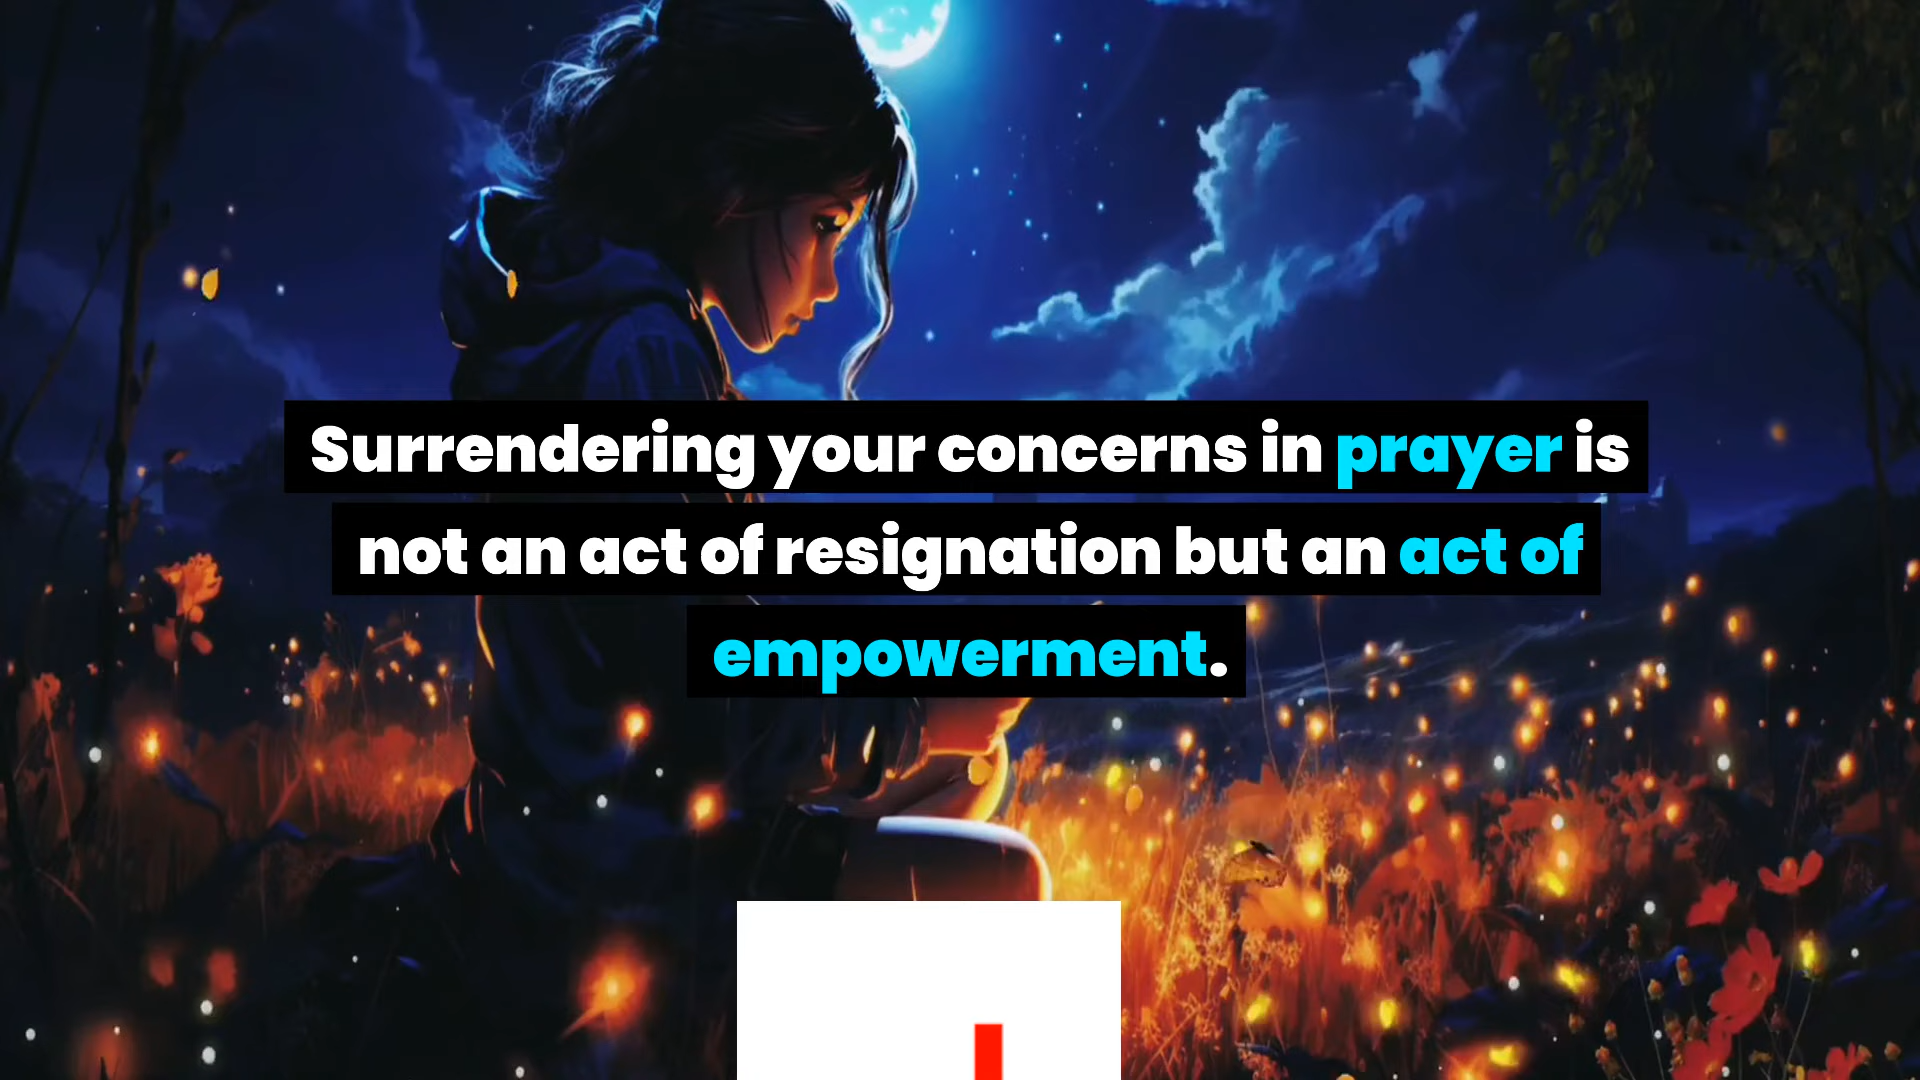 Surrendering your concerns in prayer is
not an act of resignation but an act of
empowerment.